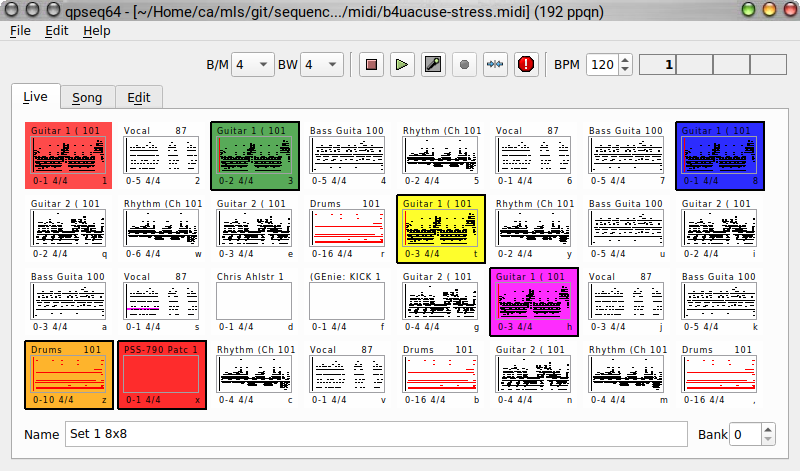 qpseq64 - [~/Home/ca/mls/git/sequenc.../midi/b4uacuse-stress.midi] (192 ppqn)
File Edit Help
B/M 4 BW 4 BPM 120 1
Live Song Edit
Guitar 1 ( 101 Vocal 87 Guitar 1 ( 101 Bass Guita 100 Rhythm (Ch 101 Vocal 87 Bass Guita 100 Guitar 1 ( 101
0-1 4/4 1 0-5 4/4 2 0-2 4/4 3 0-5 4/4 4 0-2 4/4 5 0-1 4/4 6 0-5 4/4 7 0-1 4/4 8
Guitar 2 ( 101 Rhythm (Ch 101 Guitar 2 ( 101 Drums 101 Guitar 1 ( 101 Rhythm (Ch 101 Bass Guita 100 Guitar 2 ( 101
0-2 4/4 q 0-6 4/4 w 0-3 4/4 e 0-16 4/4 r 0-3 4/4 t 0-2 4/4 y 0-5 4/4 u 0-2 4/4 i
Bass Guita 100 Vocal 87 Chris Ahlstr 1 (GEnie: KICK 1 Guitar 2 ( 101 Guitar 1 ( 101 Vocal 87 Bass Guita 100
0-3 4/4 a 0-1 4/4 s 0-1 4/4 d 0-1 4/4 f 0-4 4/4 g 0-3 4/4 h 0-3 4/4 j 0-5 4/4 k
Drums 101 PSS-790 Patc 1 Rhythm (Ch 101 Vocal 87 Drums 101 Guitar 2 ( 101 Rhythm (Ch 101 Drums 101
0-10 4/4 z 0-1 4/4 x 0-4 4/4 c 0-1 4/4 v 0-16 4/4 b 0-4 4/4 n 0-4 4/4 m 0-16 4/4 ,
Name Set 1 8x8 Bank 0